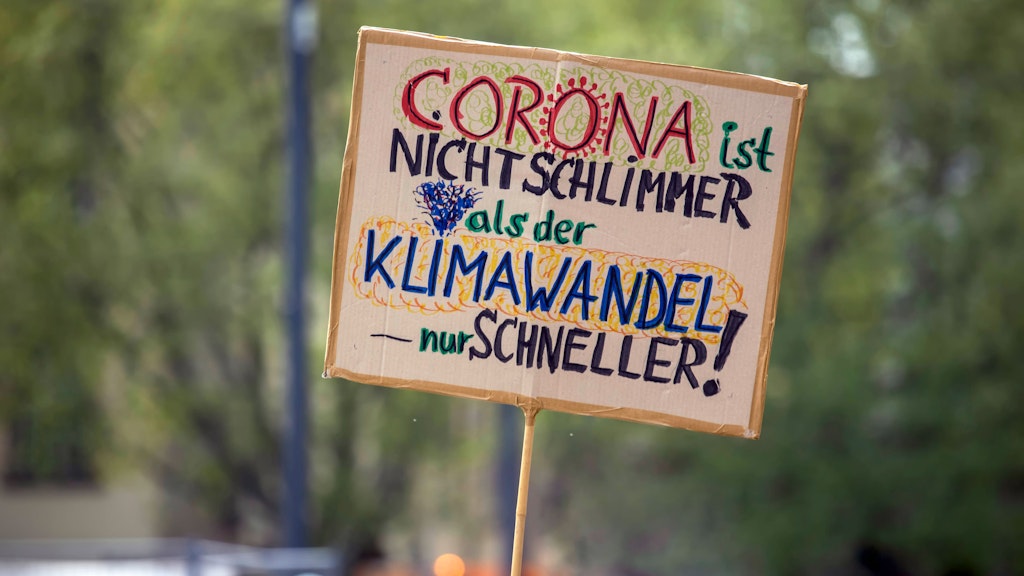 CORONA ist
NICHT SCHLIMMER
als der
KLIMAWANDEL
– nur SCHNELLER!